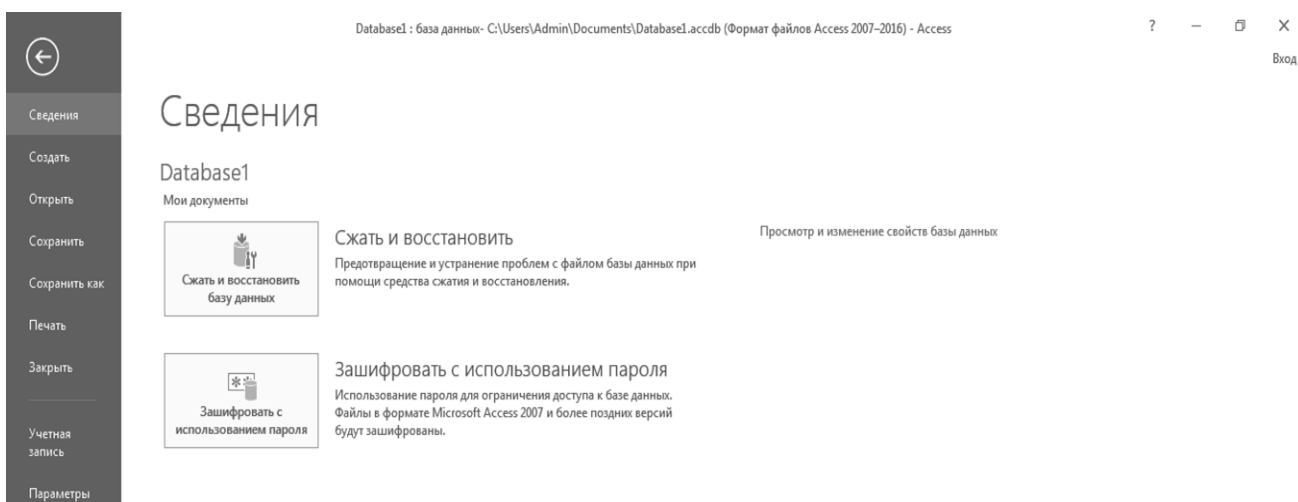 Database1 : база данных- C:\Users\Admin\Documents\Database1.accdb (Формат файлов Access 2007–2016) - Access
?
Вход
Сведения
Создать
Открыть
Сохранить
Сохранить как
Печать
Закрыть
Учетная
запись
Параметры
Сведения
Database1
Мои документы
Сжать и восстановить
базу данных
Сжать и восстановить
Предотвращение и устранение проблем с файлом базы данных при
помощи средства сжатия и восстановления.
Просмотр и изменение свойств базы данных
Зашифровать с
использованием пароля
Зашифровать с использованием пароля
Использование пароля для ограничения доступа к базе данных.
Файлы в формате Microsoft Access 2007 и более поздних версий
будут зашифрованы.